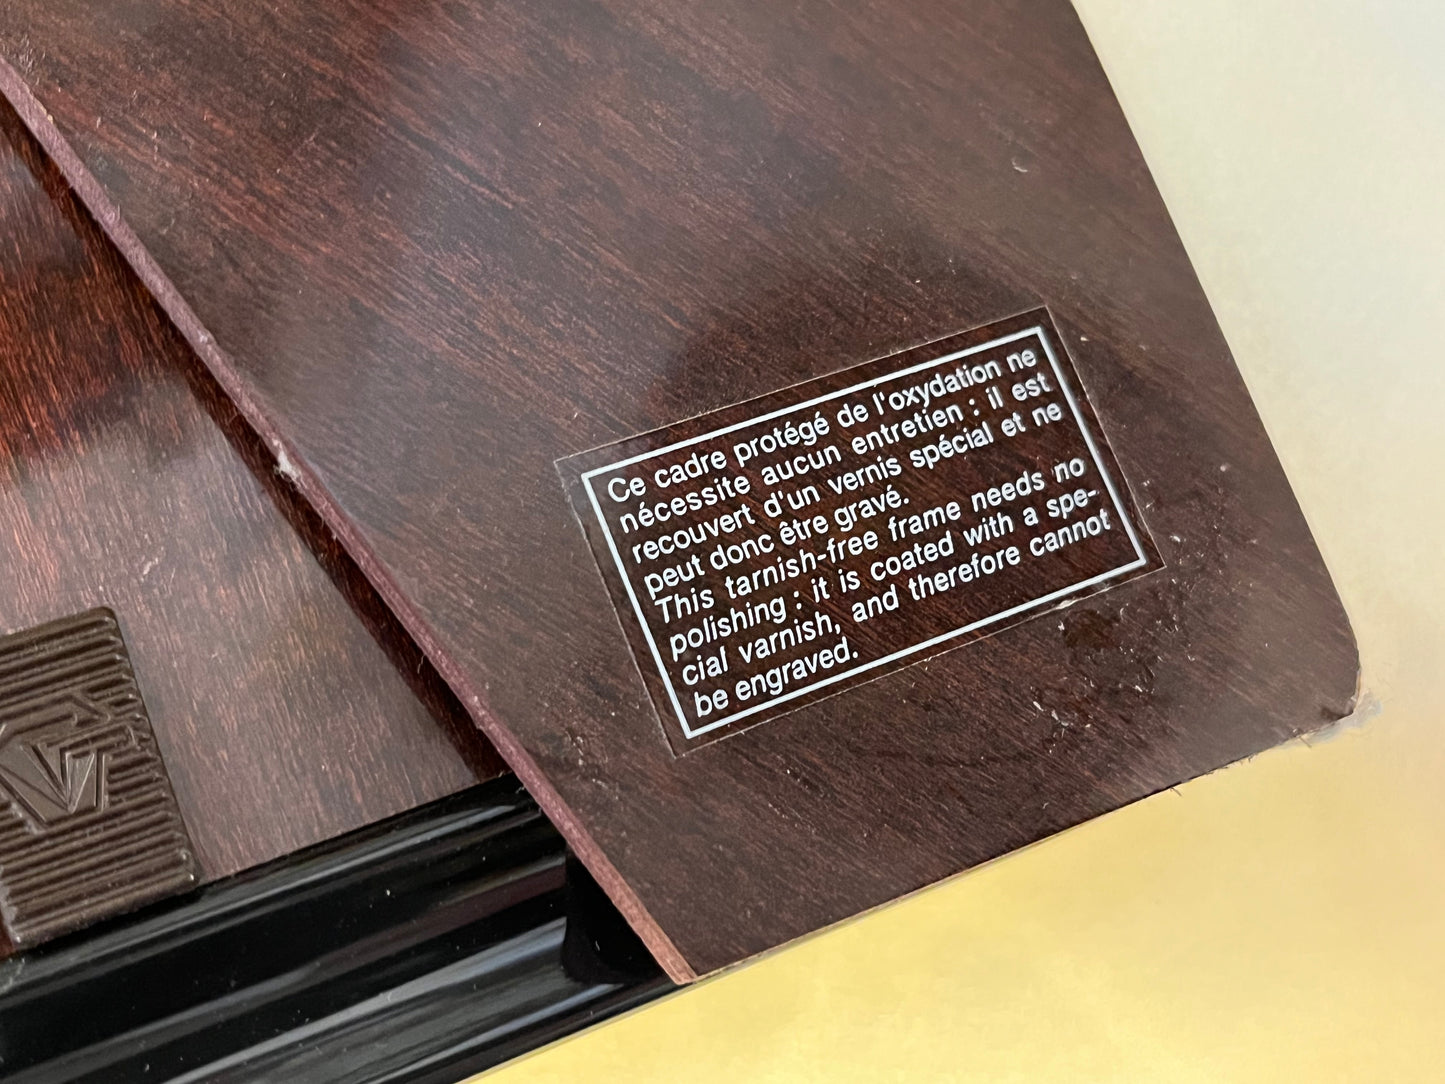 Ce cadre protégé de l'oxydation ne
nécessite aucun entretien : il est
recouvert d'un vernis spécial et ne
peut donc être gravé.
This tarnish-free frame needs no
polishing : it is coated with a spe-
cial varnish, and therefore cannot
be engraved.